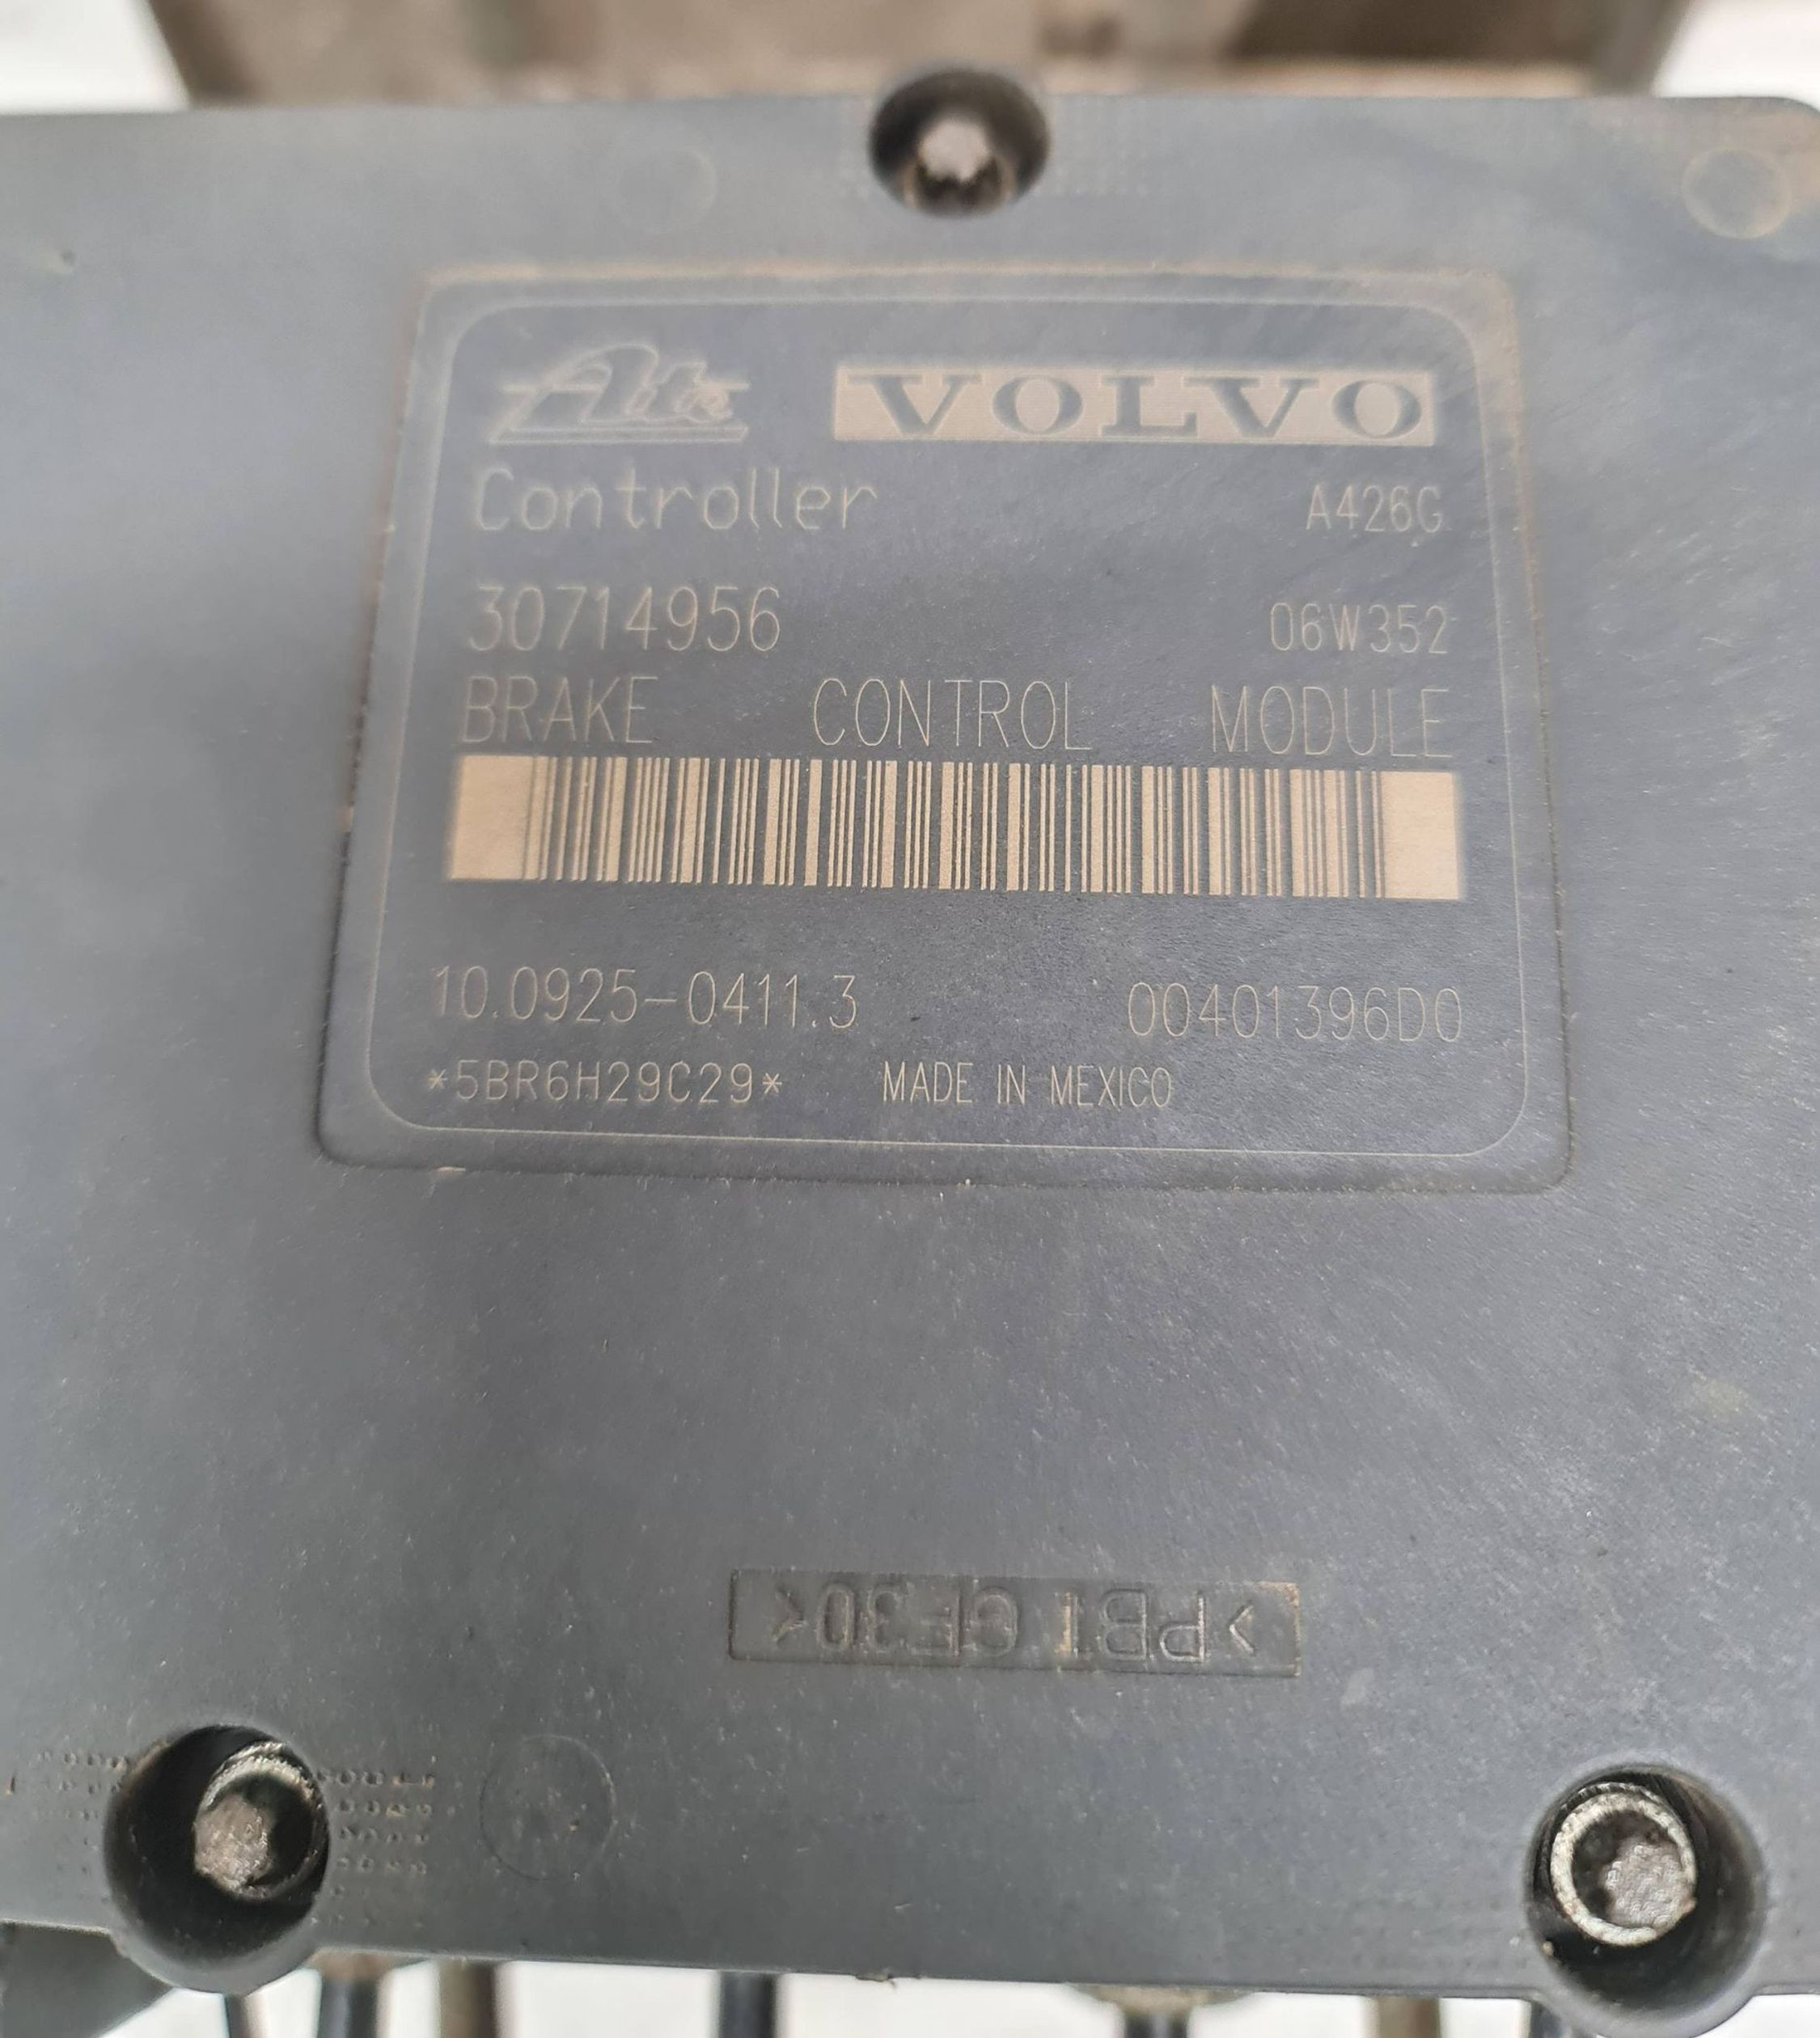 Ate VOLVO
Controller A426G
30714956 06W352
BRAKE CONTROL MODULE
10.0925-0411.3 00401396D0
*5BR6H29C29* MADE IN MEXICO
>PBT GF30<